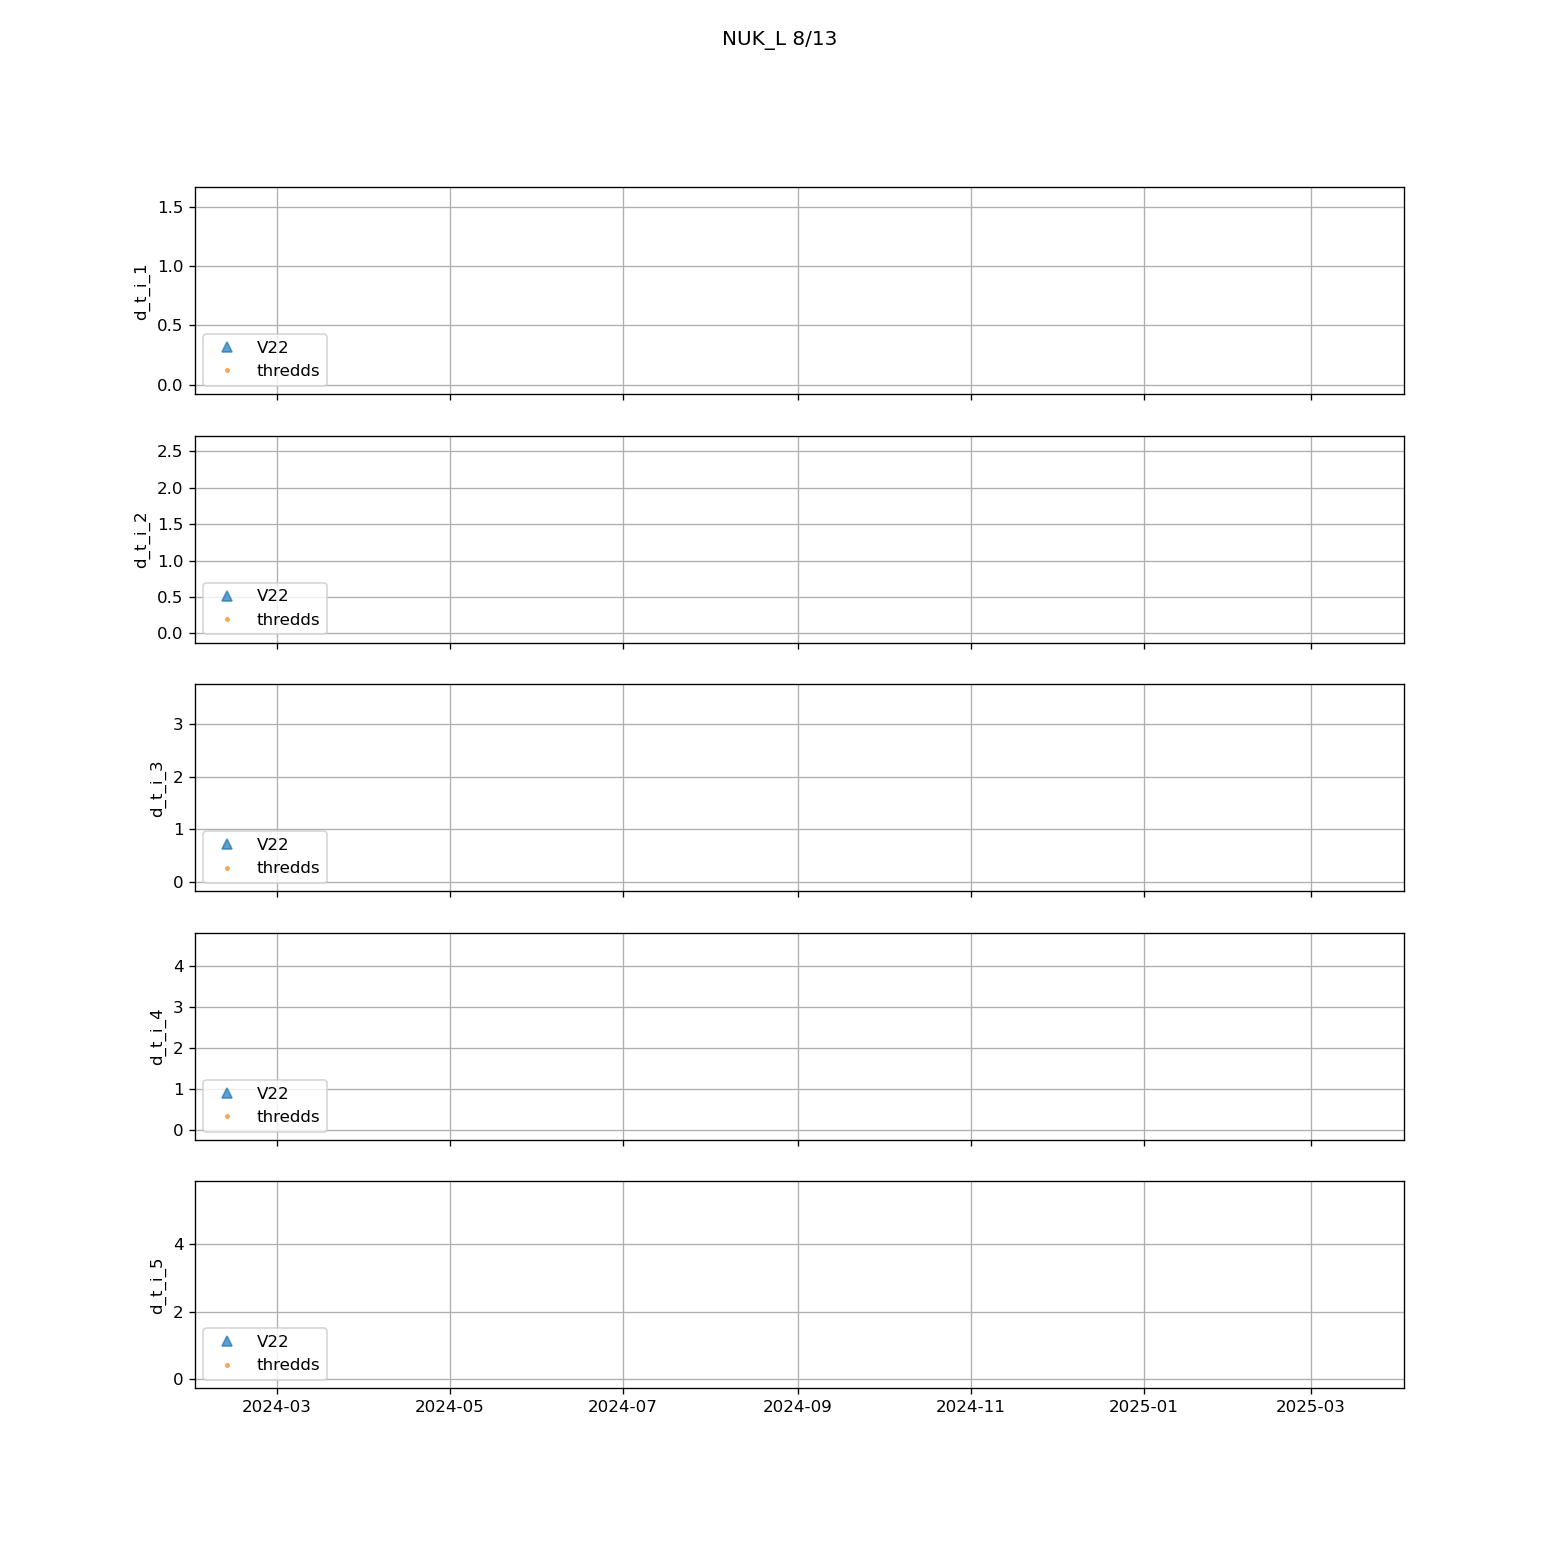 NUK_L 8/13
1.5
1.0
0.5
0.0
d_t_i_1
V22
thredds
2.5
2.0
1.5
1.0
0.5
0.0
d_t_i_2
V22
thredds
3
2
1
0
d_t_i_3
V22
thredds
4
3
2
1
0
d_t_i_4
V22
thredds
4
2
0
d_t_i_5
V22
thredds
2024-03 2024-05 2024-07 2024-09 2024-11 2025-01 2025-03